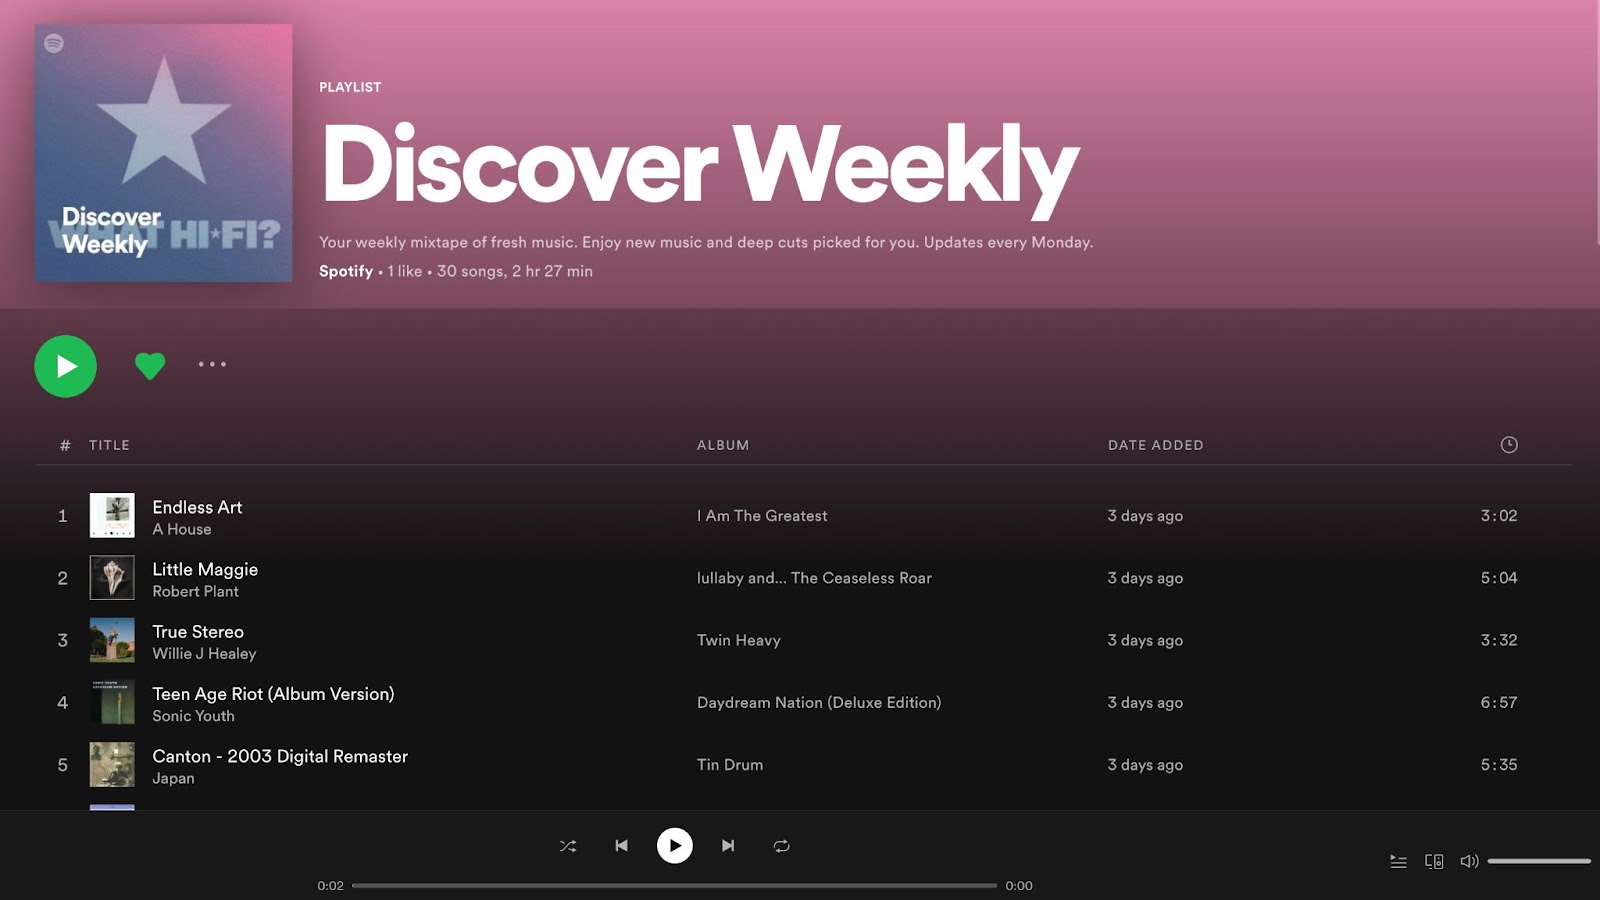 PLAYLIST
Discover Weekly
Discover
Weekly
WHAT HI★FI?
Your weekly mixtape of fresh music. Enjoy new music and deep cuts picked for you. Updates every Monday.
Spotify • 1 like • 30 songs, 2 hr 27 min
# TITLE ALBUM DATE ADDED
1 Endless Art I Am The Greatest 3 days ago 3:02
A House
2 Little Maggie lullaby and... The Ceaseless Roar 3 days ago 5:04
Robert Plant
3 True Stereo Twin Heavy 3 days ago 3:32
Willie J Healey
4 Teen Age Riot (Album Version) Daydream Nation (Deluxe Edition) 3 days ago 6:57
Sonic Youth
5 Canton - 2003 Digital Remaster Tin Drum 3 days ago 5:35
Japan
0:02 0:00